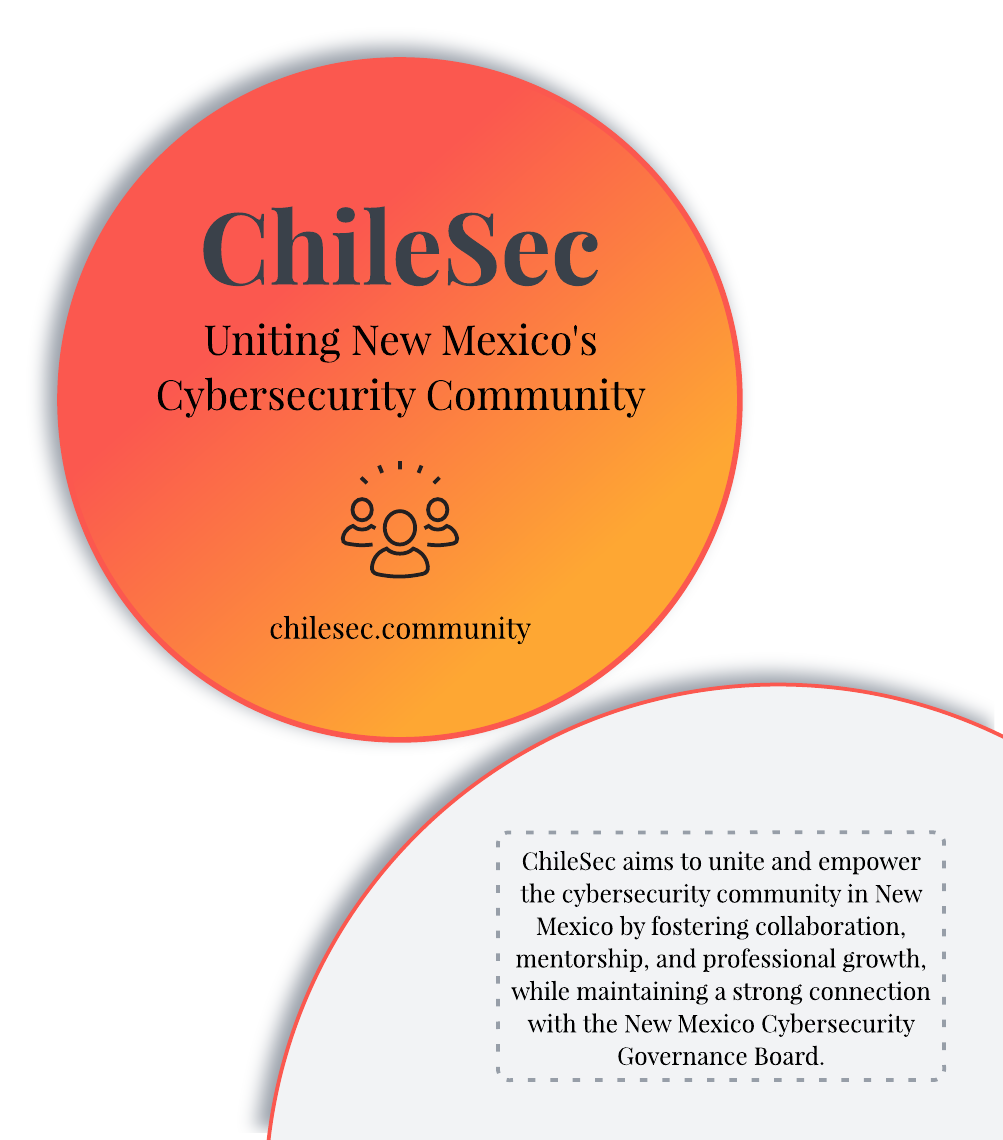 ChileSec
Uniting New Mexico's
Cybersecurity Community
chilesec.community
ChileSec aims to unite and empower
the cybersecurity community in New
Mexico by fostering collaboration,
mentorship, and professional growth,
while maintaining a strong connection
with the New Mexico Cybersecurity
Governance Board.